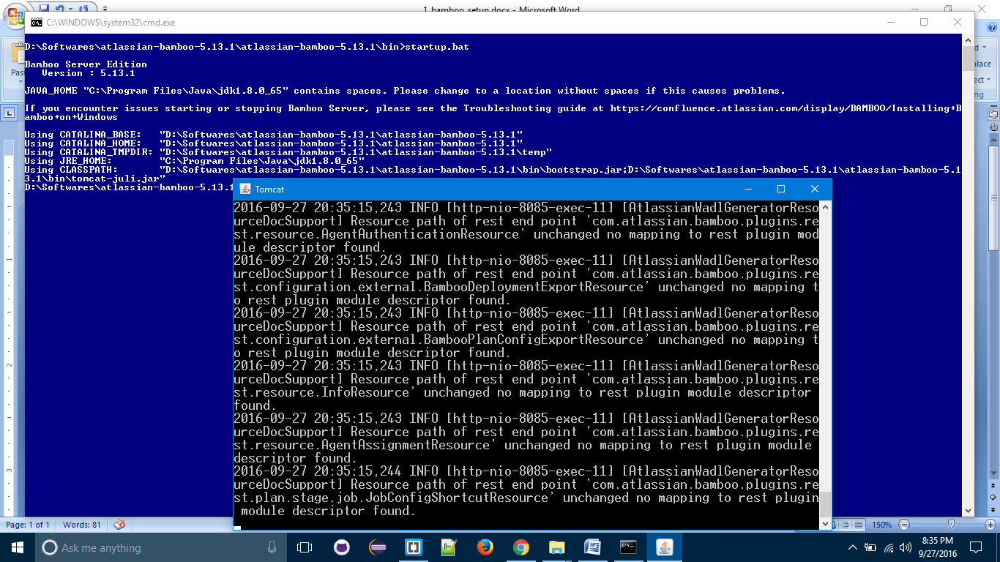 1_bamboo_setup.docx - Microsoft Word
C:\WINDOWS\system32\cmd.exe
D:\Softwares\atlassian-bamboo-5.13.1\atlassian-bamboo-5.13.1\bin>startup.bat
Bamboo Server Edition
Version : 5.13.1
JAVA_HOME "C:\Program Files\Java\jdk1.8.0_65" contains spaces. Please change to a location without spaces if this causes problems.
If you encounter issues starting or stopping Bamboo Server, please see the Troubleshooting guide at https://confluence.atlassian.com/display/BAMBOO/Installing+B
amboo+on+Windows
Using CATALINA_BASE:   "D:\Softwares\atlassian-bamboo-5.13.1\atlassian-bamboo-5.13.1"
Using CATALINA_HOME:   "D:\Softwares\atlassian-bamboo-5.13.1\atlassian-bamboo-5.13.1"
Using CATALINA_TMPDIR: "D:\Softwares\atlassian-bamboo-5.13.1\atlassian-bamboo-5.13.1\temp"
Using JRE_HOME:        "C:\Program Files\Java\jdk1.8.0_65"
Using CLASSPATH:       "D:\Softwares\atlassian-bamboo-5.13.1\atlassian-bamboo-5.13.1\bin\bootstrap.jar;D:\Softwares\atlassian-bamboo-5.13.1\atlassian-bamboo-5.1
3.1\bin\tomcat-juli.jar"
D:\Softwares\atlassian-bamboo-5.13.1
Tomcat
2016-09-27 20:35:15,243 INFO [http-nio-8085-exec-11] [AtlassianWadlGeneratorReso
urceDocSupport] Resource path of rest end point 'com.atlassian.bamboo.plugins.re
st.resource.AgentAuthenticationResource' unchanged no mapping to rest plugin mod
ule descriptor found.
2016-09-27 20:35:15,243 INFO [http-nio-8085-exec-11] [AtlassianWadlGeneratorReso
urceDocSupport] Resource path of rest end point 'com.atlassian.bamboo.plugins.re
st.configuration.external.BambooDeploymentExportResource' unchanged no mapping t
o rest plugin module descriptor found.
2016-09-27 20:35:15,243 INFO [http-nio-8085-exec-11] [AtlassianWadlGeneratorReso
urceDocSupport] Resource path of rest end point 'com.atlassian.bamboo.plugins.re
st.configuration.external.BambooPlanConfigExportResource' unchanged no mapping t
o rest plugin module descriptor found.
2016-09-27 20:35:15,243 INFO [http-nio-8085-exec-11] [AtlassianWadlGeneratorReso
urceDocSupport] Resource path of rest end point 'com.atlassian.bamboo.plugins.re
st.resource.InfoResource' unchanged no mapping to rest plugin module descriptor
found.
2016-09-27 20:35:15,243 INFO [http-nio-8085-exec-11] [AtlassianWadlGeneratorReso
urceDocSupport] Resource path of rest end point 'com.atlassian.bamboo.plugins.re
st.resource.AgentAssignmentResource' unchanged no mapping to rest plugin module
descriptor found.
2016-09-27 20:35:15,244 INFO [http-nio-8085-exec-11] [AtlassianWadlGeneratorReso
urceDocSupport] Resource path of rest end point 'com.atlassian.bamboo.plugins.re
st.plan.stage.job.JobConfigShortcutResource' unchanged no mapping to rest plugin
module descriptor found.
Page: 1 of 1
Words: 81
150%
Ask me anything
8:35 PM
9/27/2016